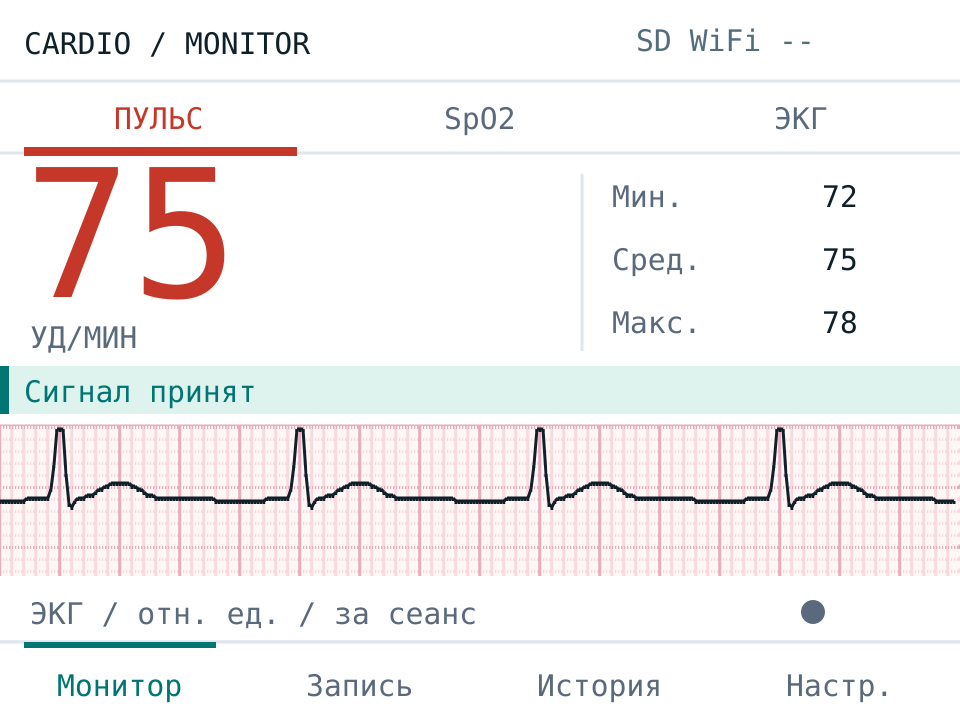 CARDIO / MONITOR SD WiFi --
ПУЛЬС SpO2 ЭКГ
75
УД/МИН
Мин. 72
Сред. 75
Макс. 78
Сигнал принят
ЭКГ / отн. ед. / за сеанс
Монитор Запись История Настр.